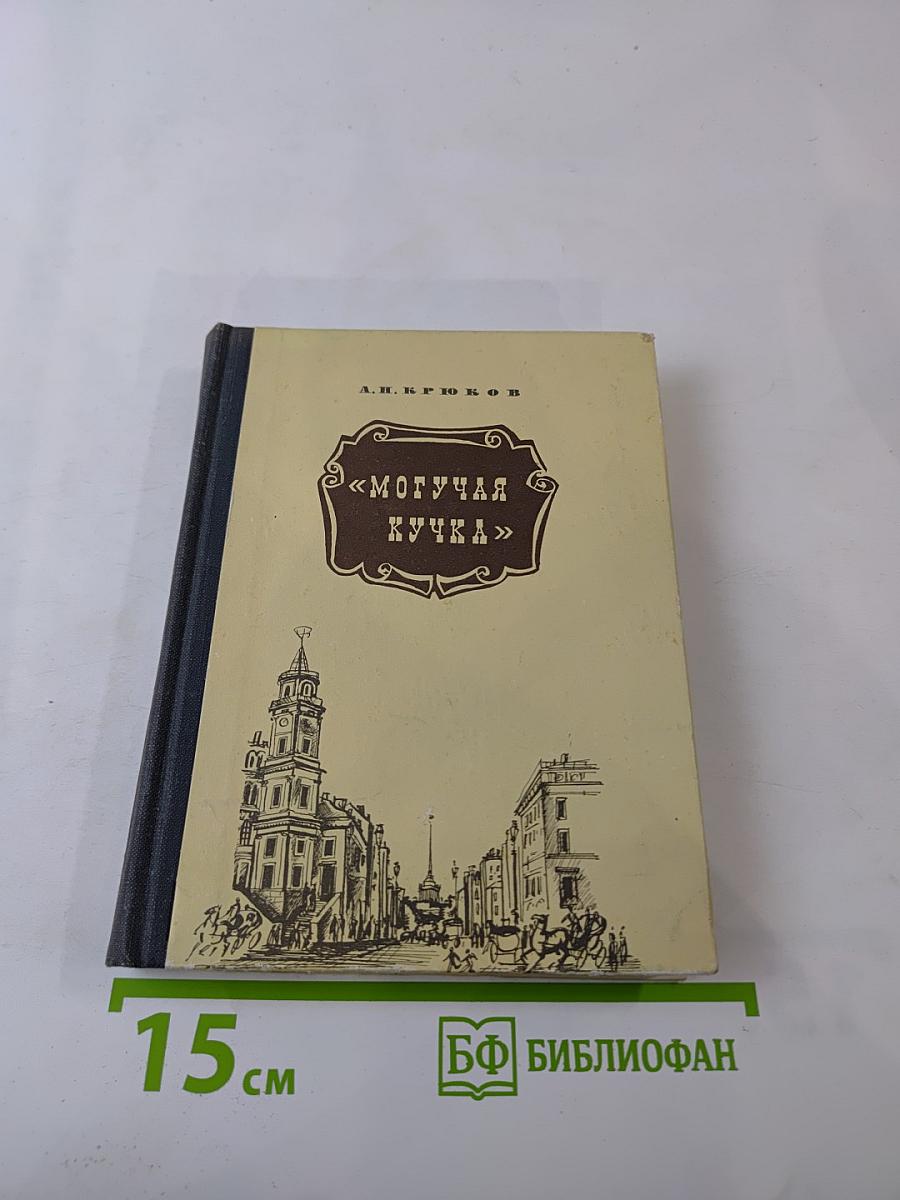 А.Н. КРЮКОВ
«МОГУЧАЯ
КУЧКА»
15 см
БФ БИБЛИОФАН